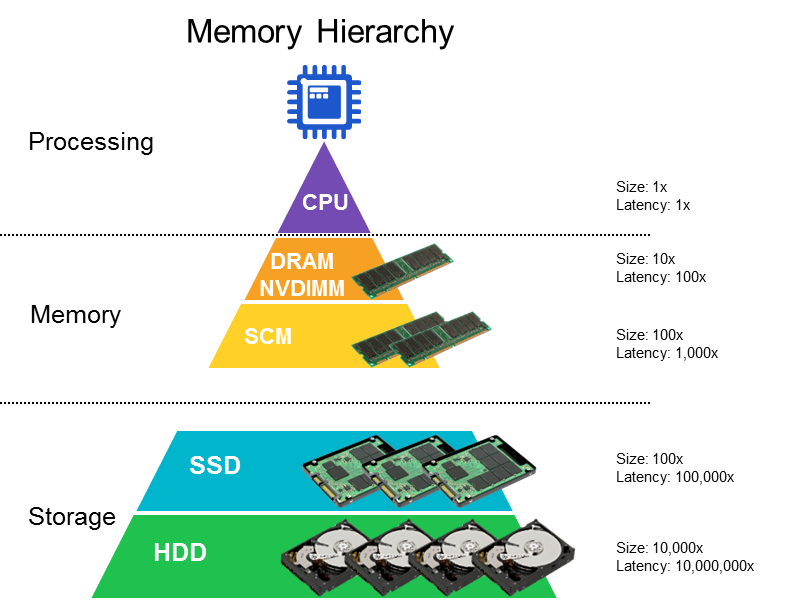 Memory Hierarchy
Processing
CPU
Size: 1x
Latency: 1x
Memory
DRAM
NVDIMM
Size: 10x
Latency: 100x
SCM
Size: 100x
Latency: 1,000x
Storage
SSD
Size: 100x
Latency: 100,000x
HDD
Size: 10,000x
Latency: 10,000,000x